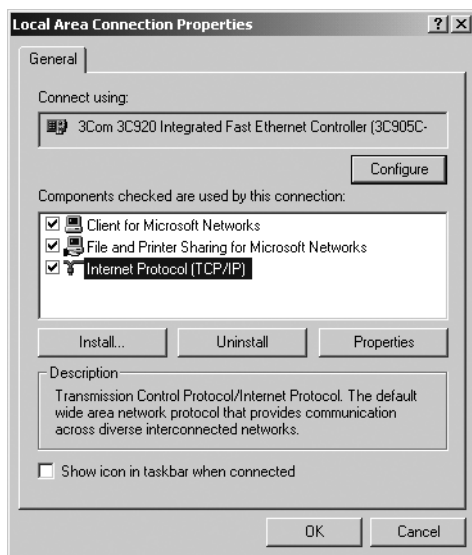 Local Area Connection Properties
General
Connect using:
3Com 3C920 Integrated Fast Ethernet Controller (3C905C-
Configure
Components checked are used by this connection:
Client for Microsoft Networks
File and Printer Sharing for Microsoft Networks
Internet Protocol (TCP/IP)
Install...
Uninstall
Properties
Description
Transmission Control Protocol/Internet Protocol. The default
wide area network protocol that provides communication
across diverse interconnected networks.
Show icon in taskbar when connected
OK
Cancel